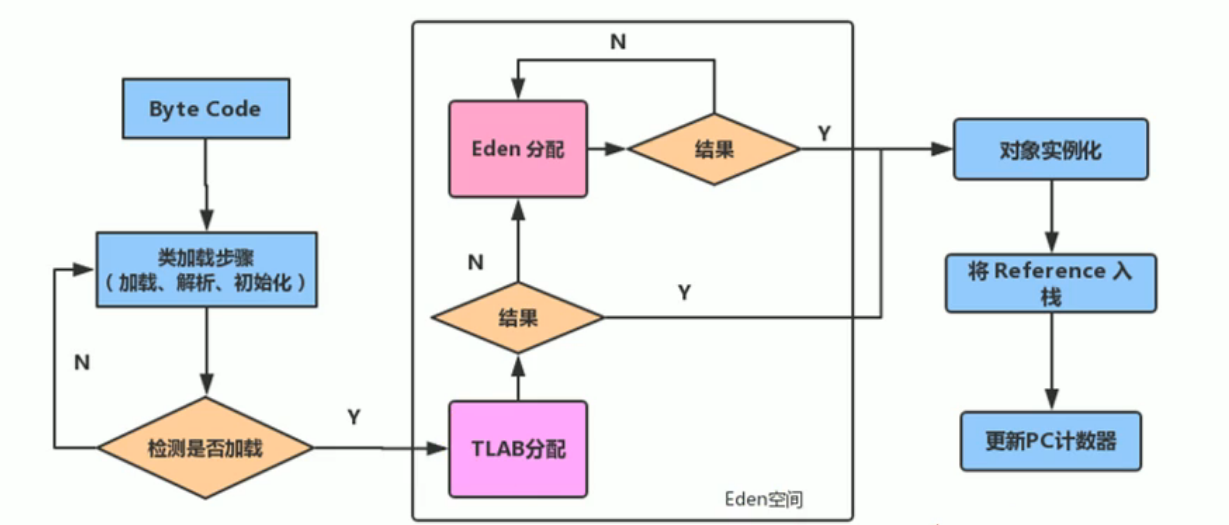 Byte Code
类加载步骤
（加载、解析、初始化）
N
检测是否加载
Y
N
Eden 分配
结果
Y
N
结果
Y
TLAB分配
Eden空间
对象实例化
将 Reference 入
栈
更新PC计数器